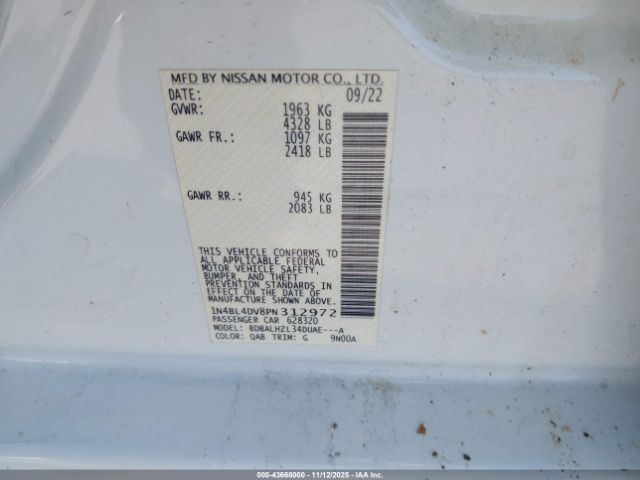 MFD BY NISSAN MOTOR CO., LTD.
DATE: 09/22
GVWR: 1963 KG
4328 LB
GAWR FR.: 1097 KG
2418 LB
GAWR RR.: 945 KG
2083 LB
THIS VEHICLE CONFORMS TO
ALL APPLICABLE FEDERAL
MOTOR VEHICLE SAFETY,
BUMPER, AND THEFT
PREVENTION STANDARDS IN
EFFECT ON THE DATE OF
MANUFACTURE SHOWN ABOVE.
1N4BL4DV8PN312972
PASSENGER CAR 628320
MODEL: BDBALHZL34DUAE---A
COLOR: QAB TRIM: G 9N00A
000-43668000 - 11/12/2025 - IAA Inc.